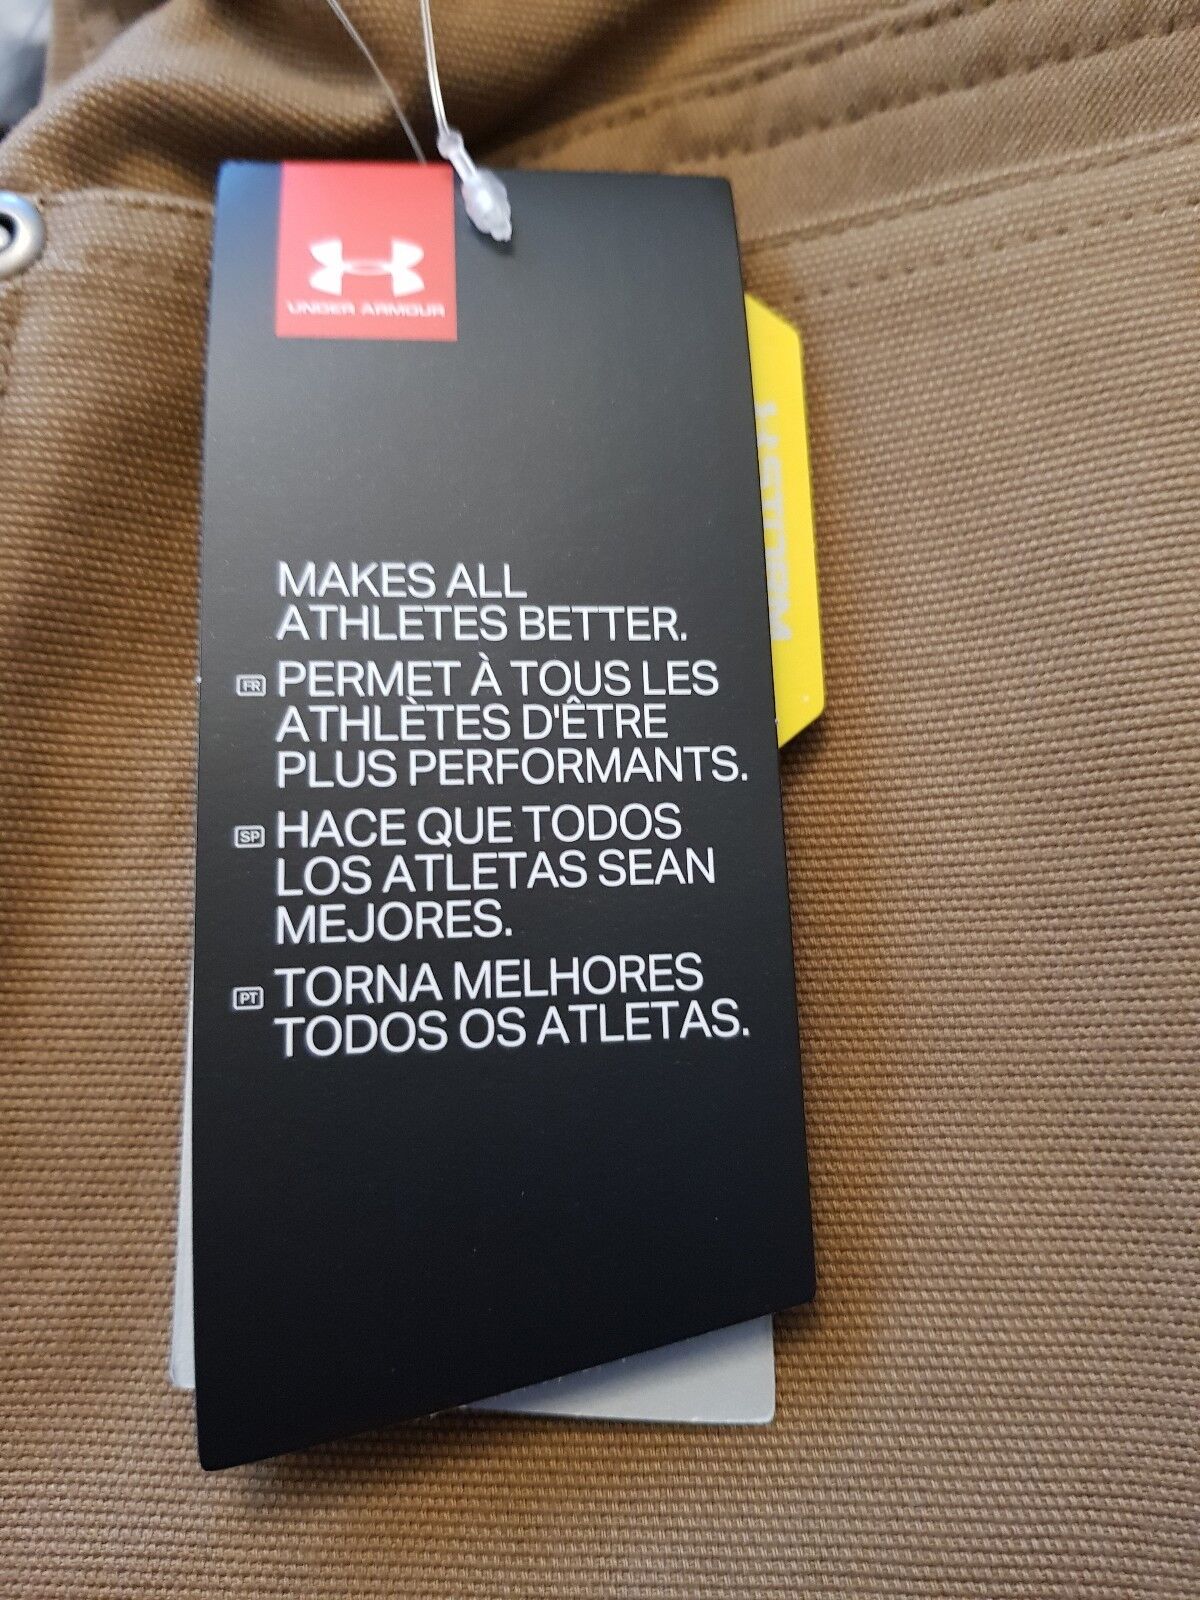 UNDER ARMOUR
MAKES ALL
ATHLETES BETTER.
FR PERMET À TOUS LES
ATHLÈTES D'ÊTRE
PLUS PERFORMANTS.
SP HACE QUE TODOS
LOS ATLETAS SEAN
MEJORES.
PT TORNA MELHORES
TODOS OS ATLETAS.